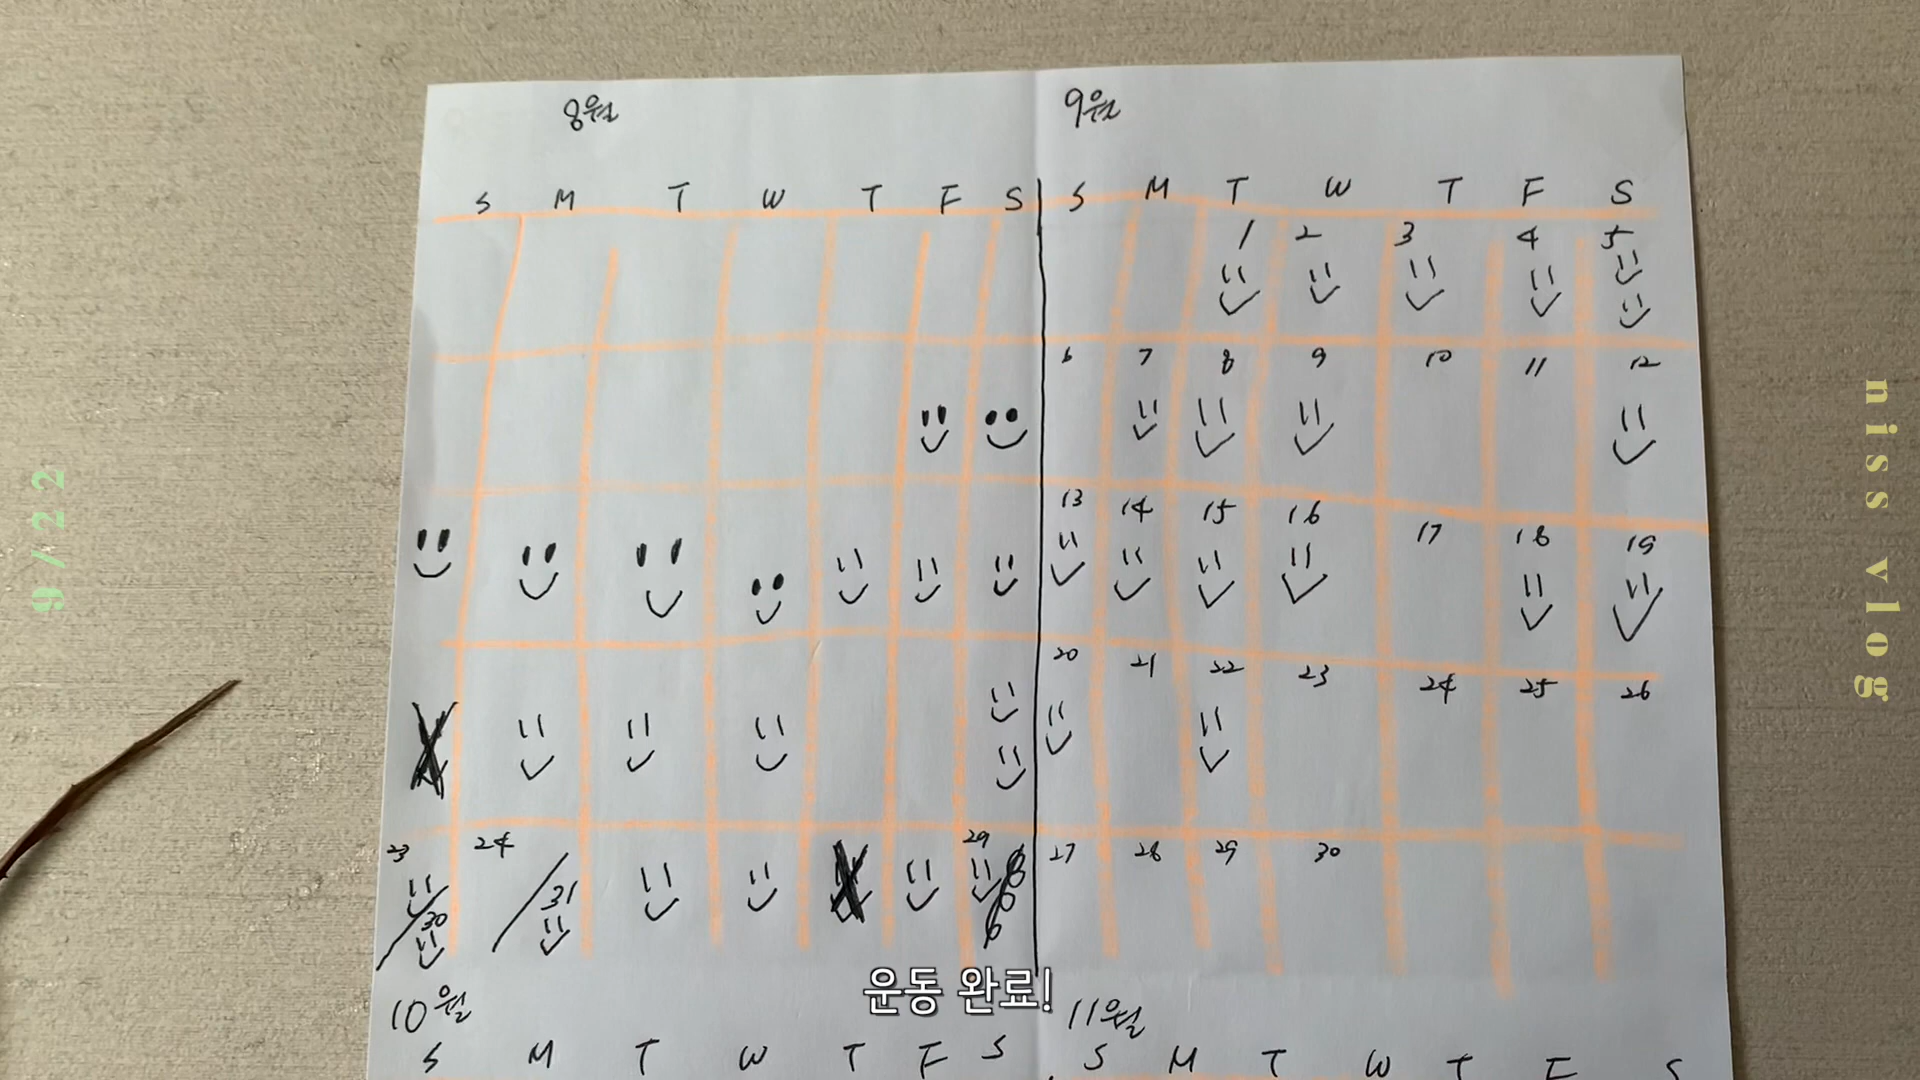 8월 9월
S M T W T F S S M T W T F S
1 2 3 4 5
6 7 8 9 10 11 12
13 14 15 16 17 18 19
20 21 22 23 24 25 26
23 24 29 27 28 29 30
30 31
10월 11월
S M T W T F S S M T W T F S
운동 완료!
9/22
niss vlog